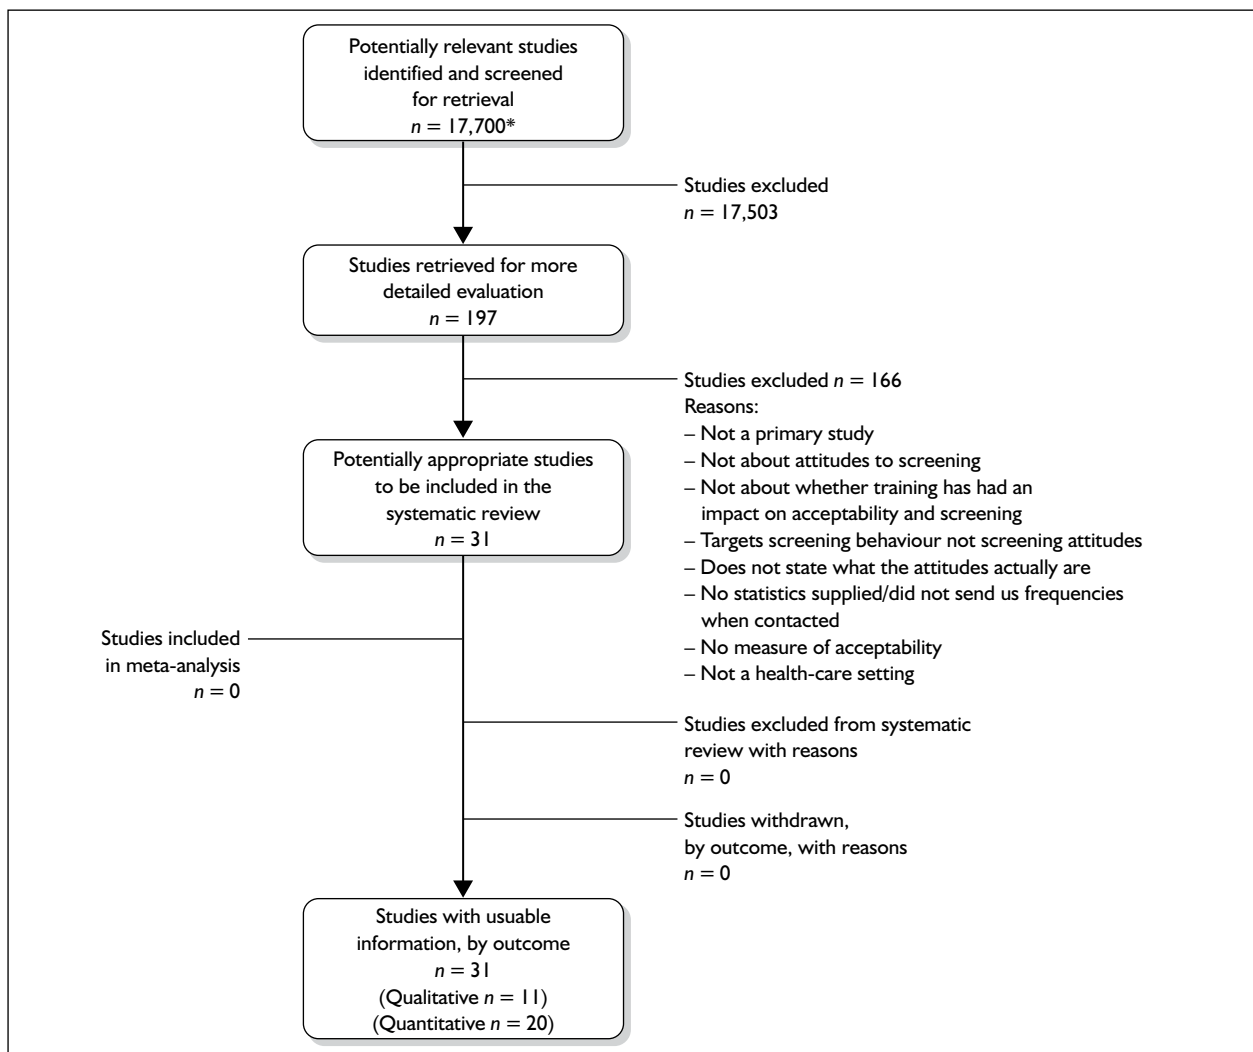 Potentially relevant studies
identified and screened
for retrieval
n = 17,700*
Studies excluded
n = 17,503
Studies retrieved for more
detailed evaluation
n = 197
Studies excluded n = 166
Reasons:
– Not a primary study
– Not about attitudes to screening
– Not about whether training has had an
impact on acceptability and screening
– Targets screening behaviour not screening attitudes
– Does not state what the attitudes actually are
– No statistics supplied/did not send us frequencies
when contacted
– No measure of acceptability
– Not a health-care setting
Potentially appropriate studies
to be included in the
systematic review
n = 31
Studies included
in meta-analysis
n = 0
Studies excluded from systematic
review with reasons
n = 0
Studies withdrawn,
by outcome, with reasons
n = 0
Studies with usuable
information, by outcome
n = 31
(Qualitative n = 11)
(Quantitative n = 20)